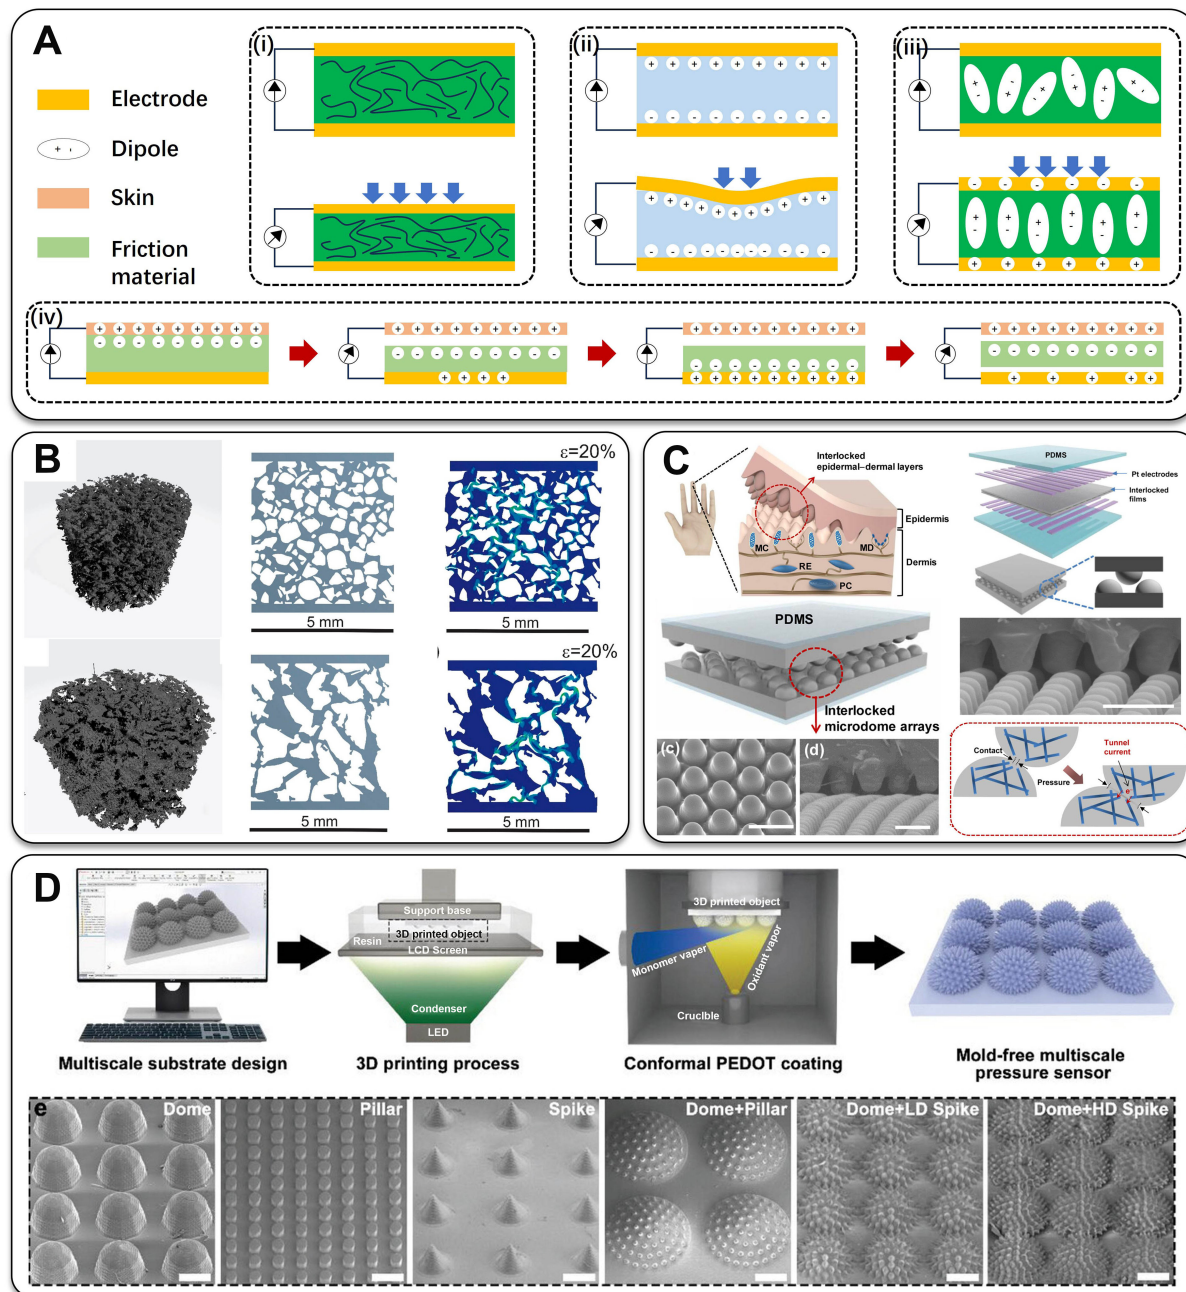 A
Electrode
Dipole
Skin
Friction
material
(i)
(ii)
(iii)
(iv)
B
ε=20%
5 mm
5 mm
ε=20%
5 mm
5 mm
C
Interlocked
epidermal–dermal layers
Epidermis
Dermis
MC
MD
RE
PC
PDMS
Pt electrodes
Interlocked
films
PDMS
Interlocked
microdome arrays
(c)
(d)
Contact
Pressure
Tunnel
current
e
D
Support base
3D printed object
Resin
LCD Screen
Condenser
LED
3D printed object
Monomer vaper
Oxidant vapor
Cruclble
Multiscale substrate design
3D printing process
Conformal PEDOT coating
Mold-free multiscale
pressure sensor
e
Dome
Pillar
Spike
Dome+Pillar
Dome+LD Spike
Dome+HD Spike